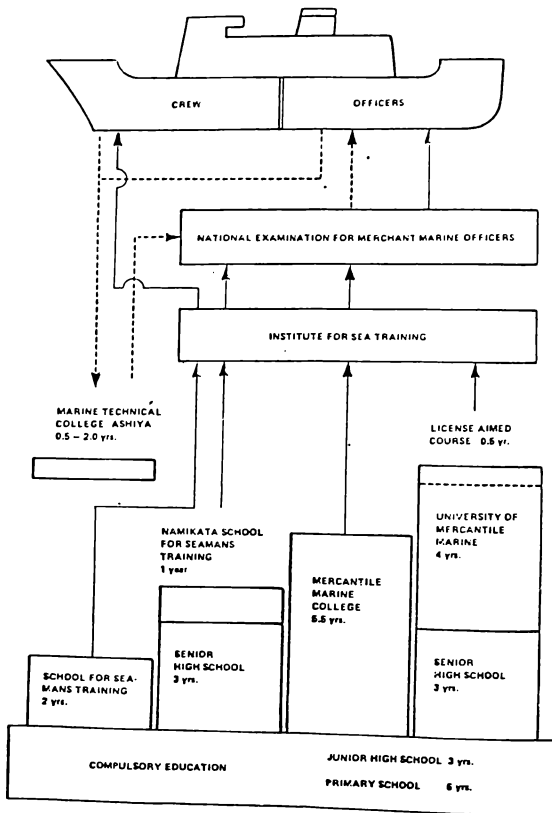 CREW
OFFICERS
NATIONAL EXAMINATION FOR MERCHANT MARINE OFFICERS
INSTITUTE FOR SEA TRAINING
MARINE TECHNICAL
COLLEGE ASHIYA
0.5 – 2.0 yrs.
LICENSE AIMED
COURSE 0.5 yr.
NAMIKATA SCHOOL
FOR SEAMANS
TRAINING
1 year
UNIVERSITY OF
MERCANTILE
MARINE
4 yrs.
MERCANTILE
MARINE
COLLEGE
5.5 yrs.
SCHOOL FOR SEA-
MANS TRAINING
2 yrs.
SENIOR
HIGH SCHOOL
3 yrs.
SENIOR
HIGH SCHOOL
3 yrs.
COMPULSORY EDUCATION
JUNIOR HIGH SCHOOL 3 yrs.
PRIMARY SCHOOL 6 yrs.